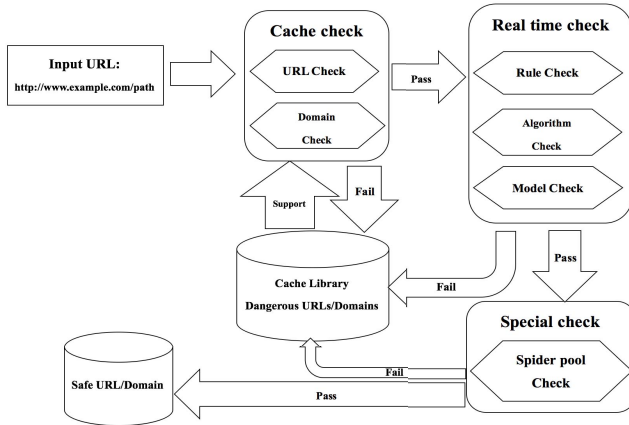 Input URL:
http://www.example.com/path
Cache check
URL Check
Domain
Check
Pass
Real time check
Rule Check
Algorithm
Check
Model Check
Support
Fail
Cache Library
Dangerous URLs/Domains
Fail
Pass
Special check
Spider pool
Check
Fail
Pass
Safe URL/Domain